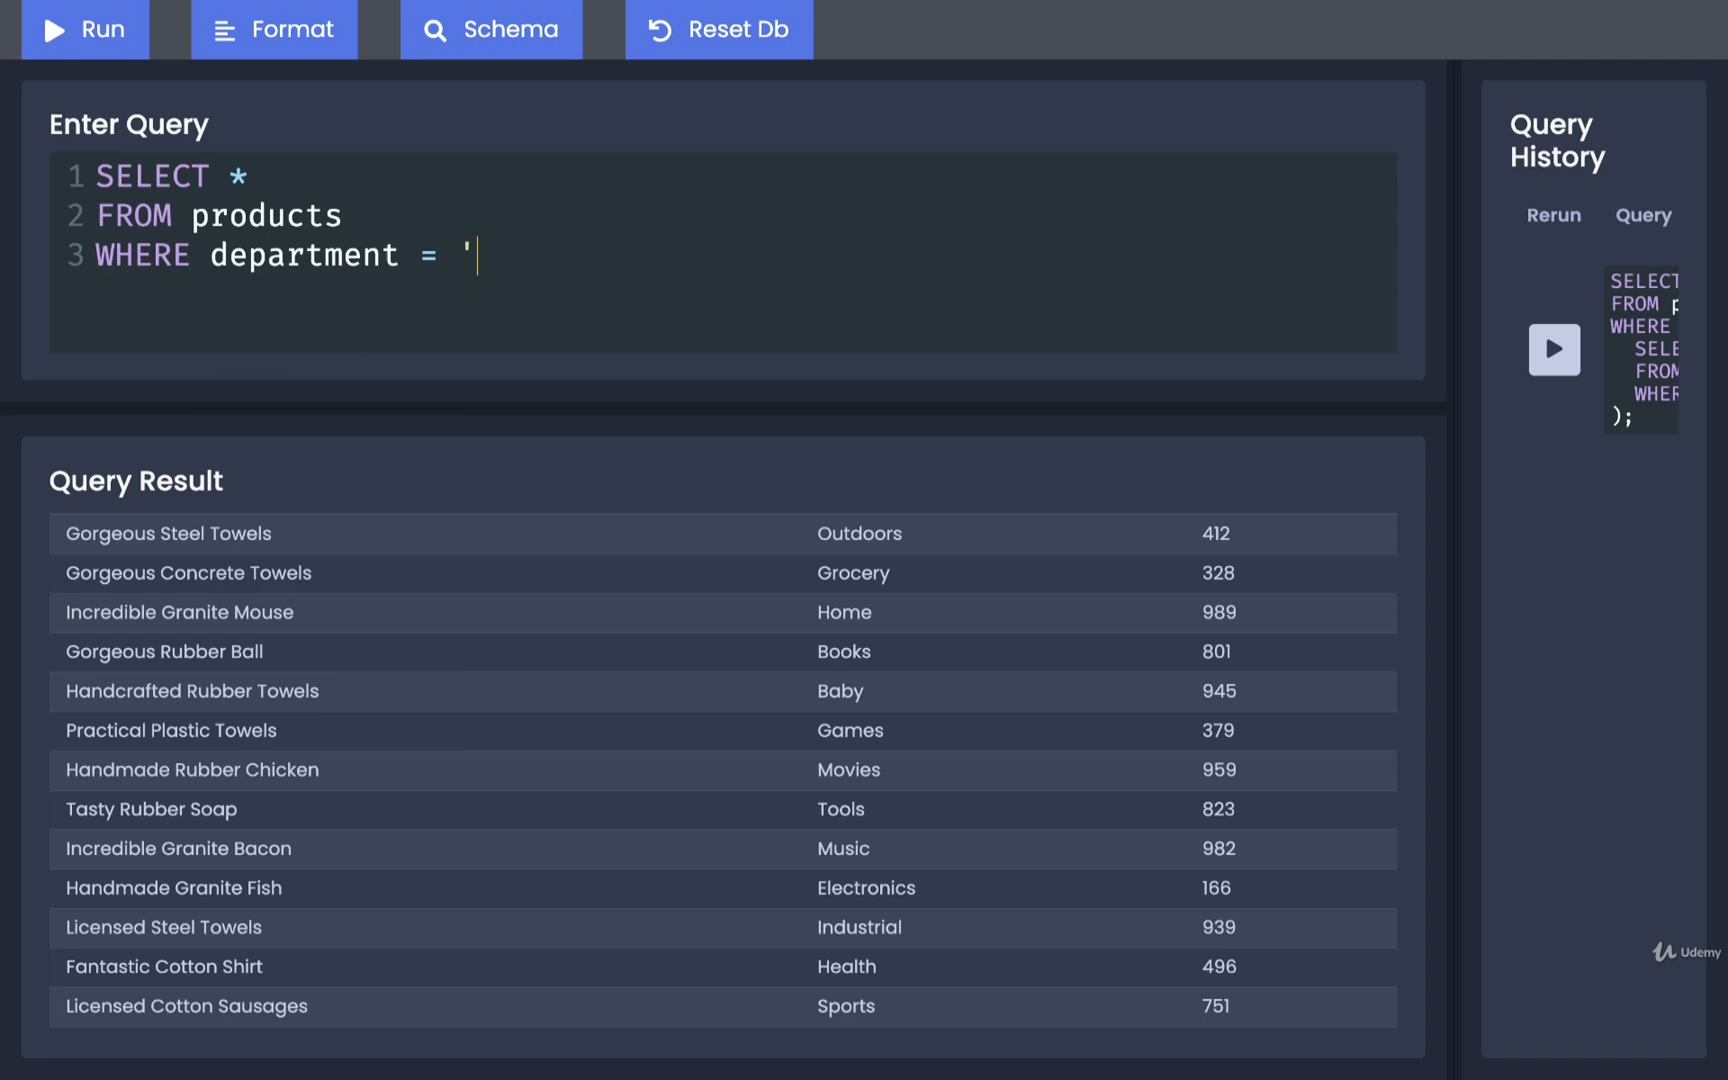 Run Format Schema Reset Db
Enter Query
1 SELECT *
2 FROM products
3 WHERE department = '
Query Result
Gorgeous Steel Towels Outdoors 412
Gorgeous Concrete Towels Grocery 328
Incredible Granite Mouse Home 989
Gorgeous Rubber Ball Books 801
Handcrafted Rubber Towels Baby 945
Practical Plastic Towels Games 379
Handmade Rubber Chicken Movies 959
Tasty Rubber Soap Tools 823
Incredible Granite Bacon Music 982
Handmade Granite Fish Electronics 166
Licensed Steel Towels Industrial 939
Fantastic Cotton Shirt Health 496
Licensed Cotton Sausages Sports 751
Query
History
Rerun Query
SELECT
FROM p
WHERE
SELE
FROM
WHER
);
Udemy